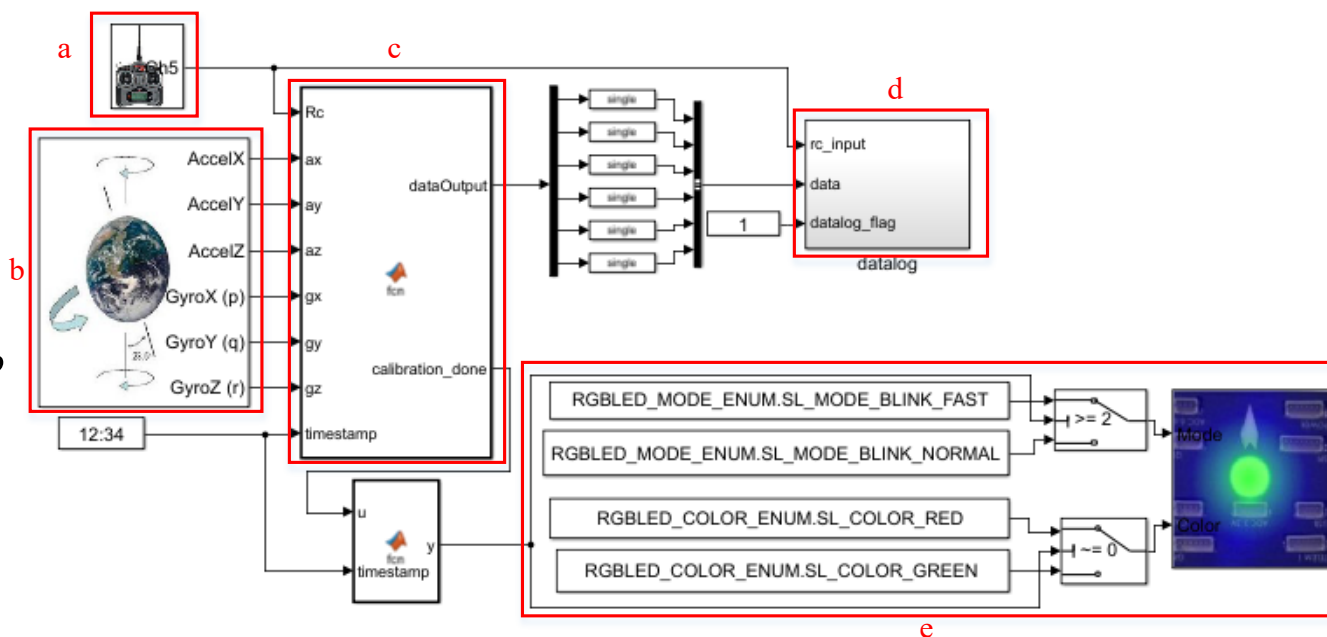 a
Ch5
b
AccelX
AccelY
AccelZ
GyroX (p)
GyroY (q)
GyroZ (r)
12:34
c
Rc
ax
ay
az
gx
gy
gz
timestamp
fcn
dataOutput
calibration_done
single
single
single
single
single
single
1
d
rc_input
data
datalog_flag
datalog
u
timestamp
fcn
y
RGBLED_MODE_ENUM.SL_MODE_BLINK_FAST
RGBLED_MODE_ENUM.SL_MODE_BLINK_NORMAL
>= 2
Mode
RGBLED_COLOR_ENUM.SL_COLOR_RED
RGBLED_COLOR_ENUM.SL_COLOR_GREEN
~= 0
Color
e